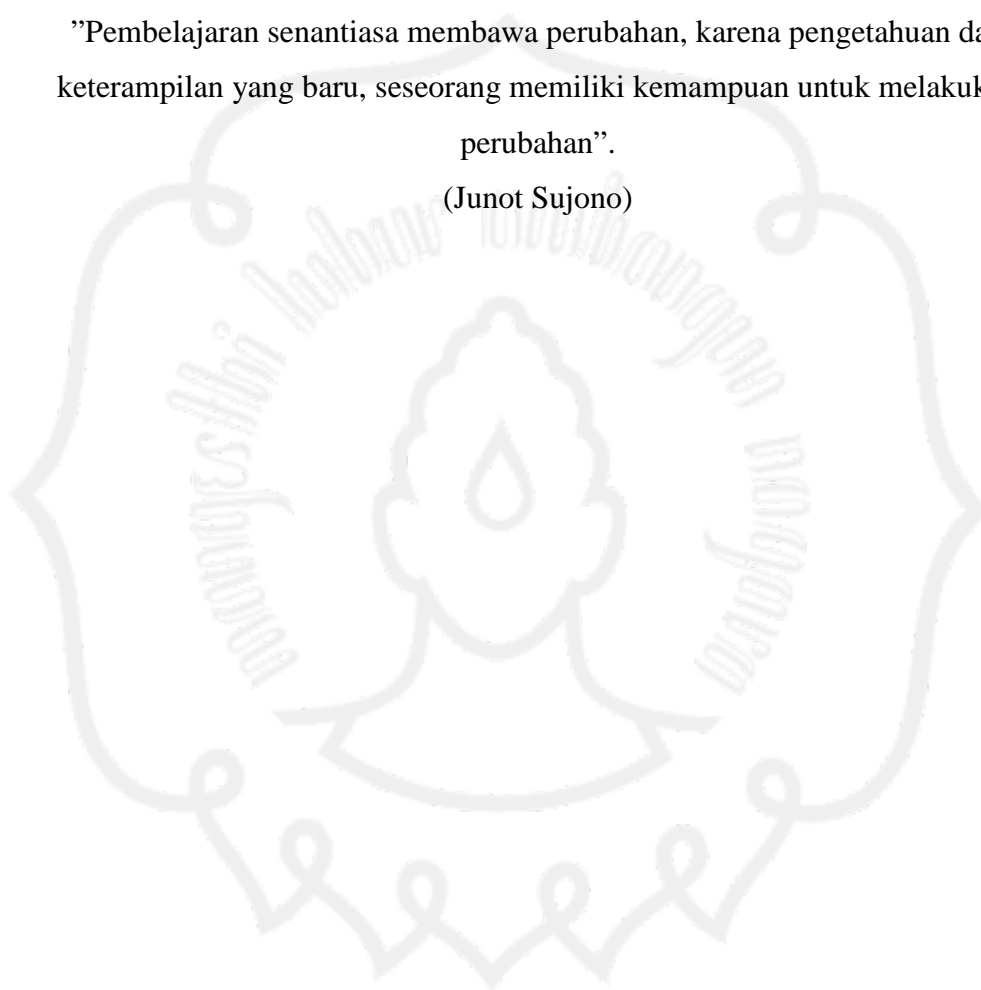 ”Pembelajaran senantiasa membawa perubahan, karena pengetahuan da
keterampilan yang baru, seseorang memiliki kemampuan untuk melakuk
perubahan”.
(Junot Sujono)